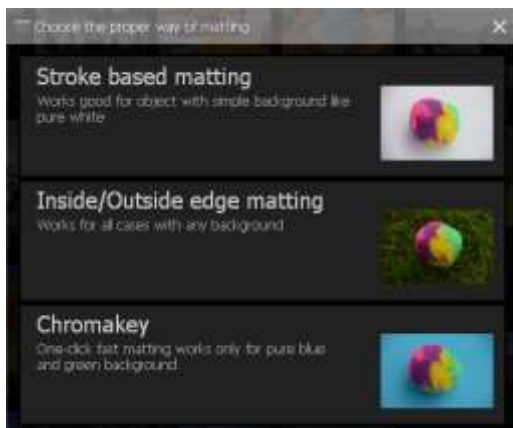 Choose the proper way of matting
Stroke based matting
Works good for object with simple background like
pure white
Inside/Outside edge matting
Works for all cases with any background
Chromakey
One-click fast matting works only for pure blue
and green background